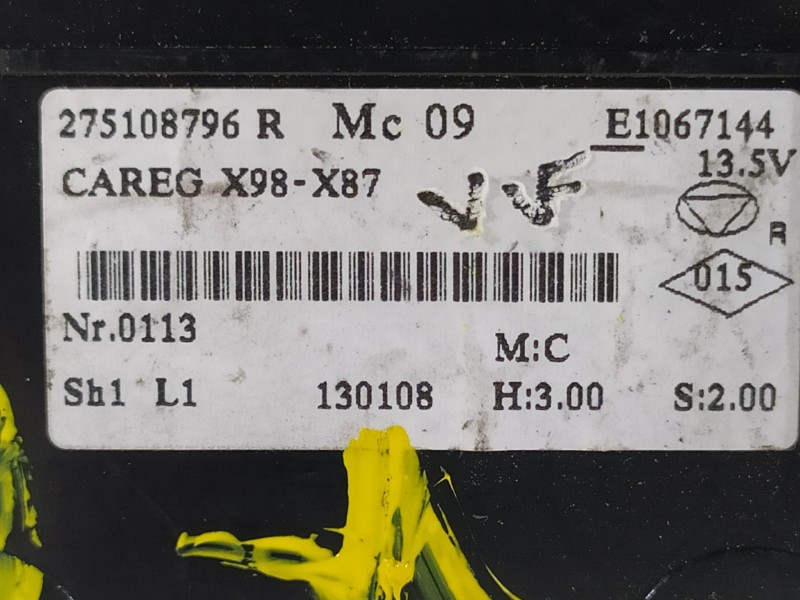 275108796 R Mc 09 E1067144
13.5V
CAREG X98-X87
VF
R
015
Nr.0113
M:C
Sh1 L1 130108 H:3.00 S:2.00